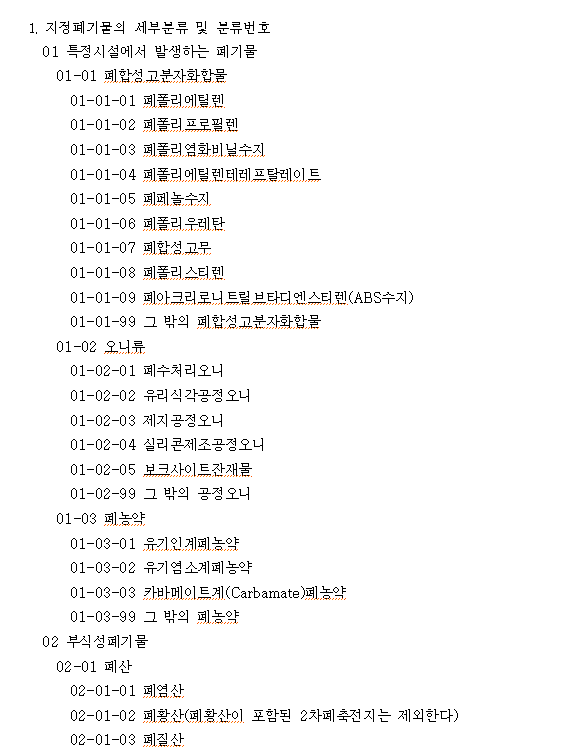 1. 지정폐기물의 세부분류 및 분류번호
01 특정시설에서 발생하는 폐기물
01-01 폐합성고분자화합물
01-01-01 폐폴리에틸렌
01-01-02 폐폴리프로필렌
01-01-03 폐폴리염화비닐수지
01-01-04 폐폴리에틸렌테레프탈레이트
01-01-05 폐페놀수지
01-01-06 폐폴리우레탄
01-01-07 폐합성고무
01-01-08 폐폴리스티렌
01-01-09 폐아크리로니트릴브타디엔스티렌(ABS수지)
01-01-99 그 밖의 폐합성고분자화합물
01-02 오니류
01-02-01 폐수처리오니
01-02-02 유리식각공정오니
01-02-03 제지공정오니
01-02-04 실리콘제조공정오니
01-02-05 보크사이트잔재물
01-02-99 그 밖의 공정오니
01-03 폐농약
01-03-01 유기인계폐농약
01-03-02 유기염소계폐농약
01-03-03 카바메이트계(Carbamate)폐농약
01-03-99 그 밖의 폐농약
02 부식성폐기물
02-01 폐산
02-01-01 폐염산
02-01-02 폐황산(폐황산이 포함된 2차폐축전지는 제외한다)
02-01-03 폐질산